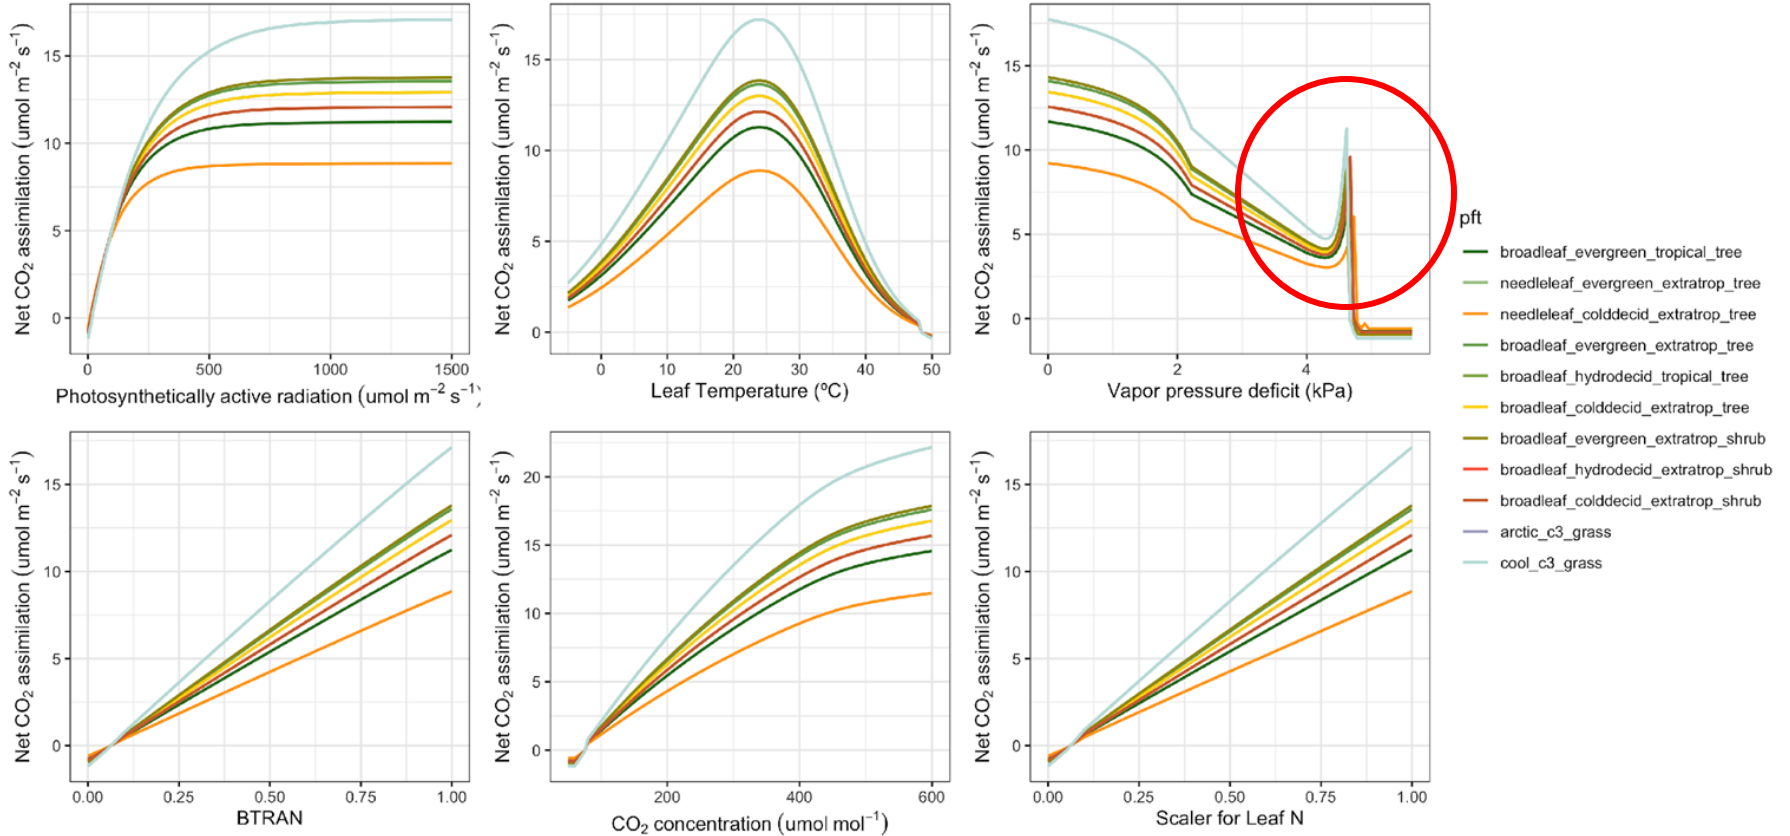 Net CO₂ assimilation (umol m⁻² s⁻¹)
15
10
5
0
0
500
1000
1500
Photosynthetically active radiation (umol m⁻² s⁻¹)
Net CO₂ assimilation (umol m⁻² s⁻¹)
15
10
5
0
0
10
20
30
40
50
Leaf Temperature (ºC)
Net CO₂ assimilation (umol m⁻² s⁻¹)
15
10
5
0
0
2
4
Vapor pressure deficit (kPa)
pft
broadleaf_evergreen_tropical_tree
needleleaf_evergreen_extratrop_tree
needleleaf_colddecid_extratrop_tree
broadleaf_evergreen_extratrop_tree
broadleaf_hydrodecid_tropical_tree
broadleaf_colddecid_extratrop_tree
broadleaf_evergreen_extratrop_shrub
broadleaf_hydrodecid_extratrop_shrub
broadleaf_colddecid_extratrop_shrub
arctic_c3_grass
cool_c3_grass
Net CO₂ assimilation (umol m⁻² s⁻¹)
15
10
5
0
0.00
0.25
0.50
0.75
1.00
BTRAN
Net CO₂ assimilation (umol m⁻² s⁻¹)
20
15
10
5
0
200
400
600
CO₂ concentration (umol mol⁻¹)
Net CO₂ assimilation (umol m⁻² s⁻¹)
15
10
5
0
0.00
0.25
0.50
0.75
1.00
Scaler for Leaf N